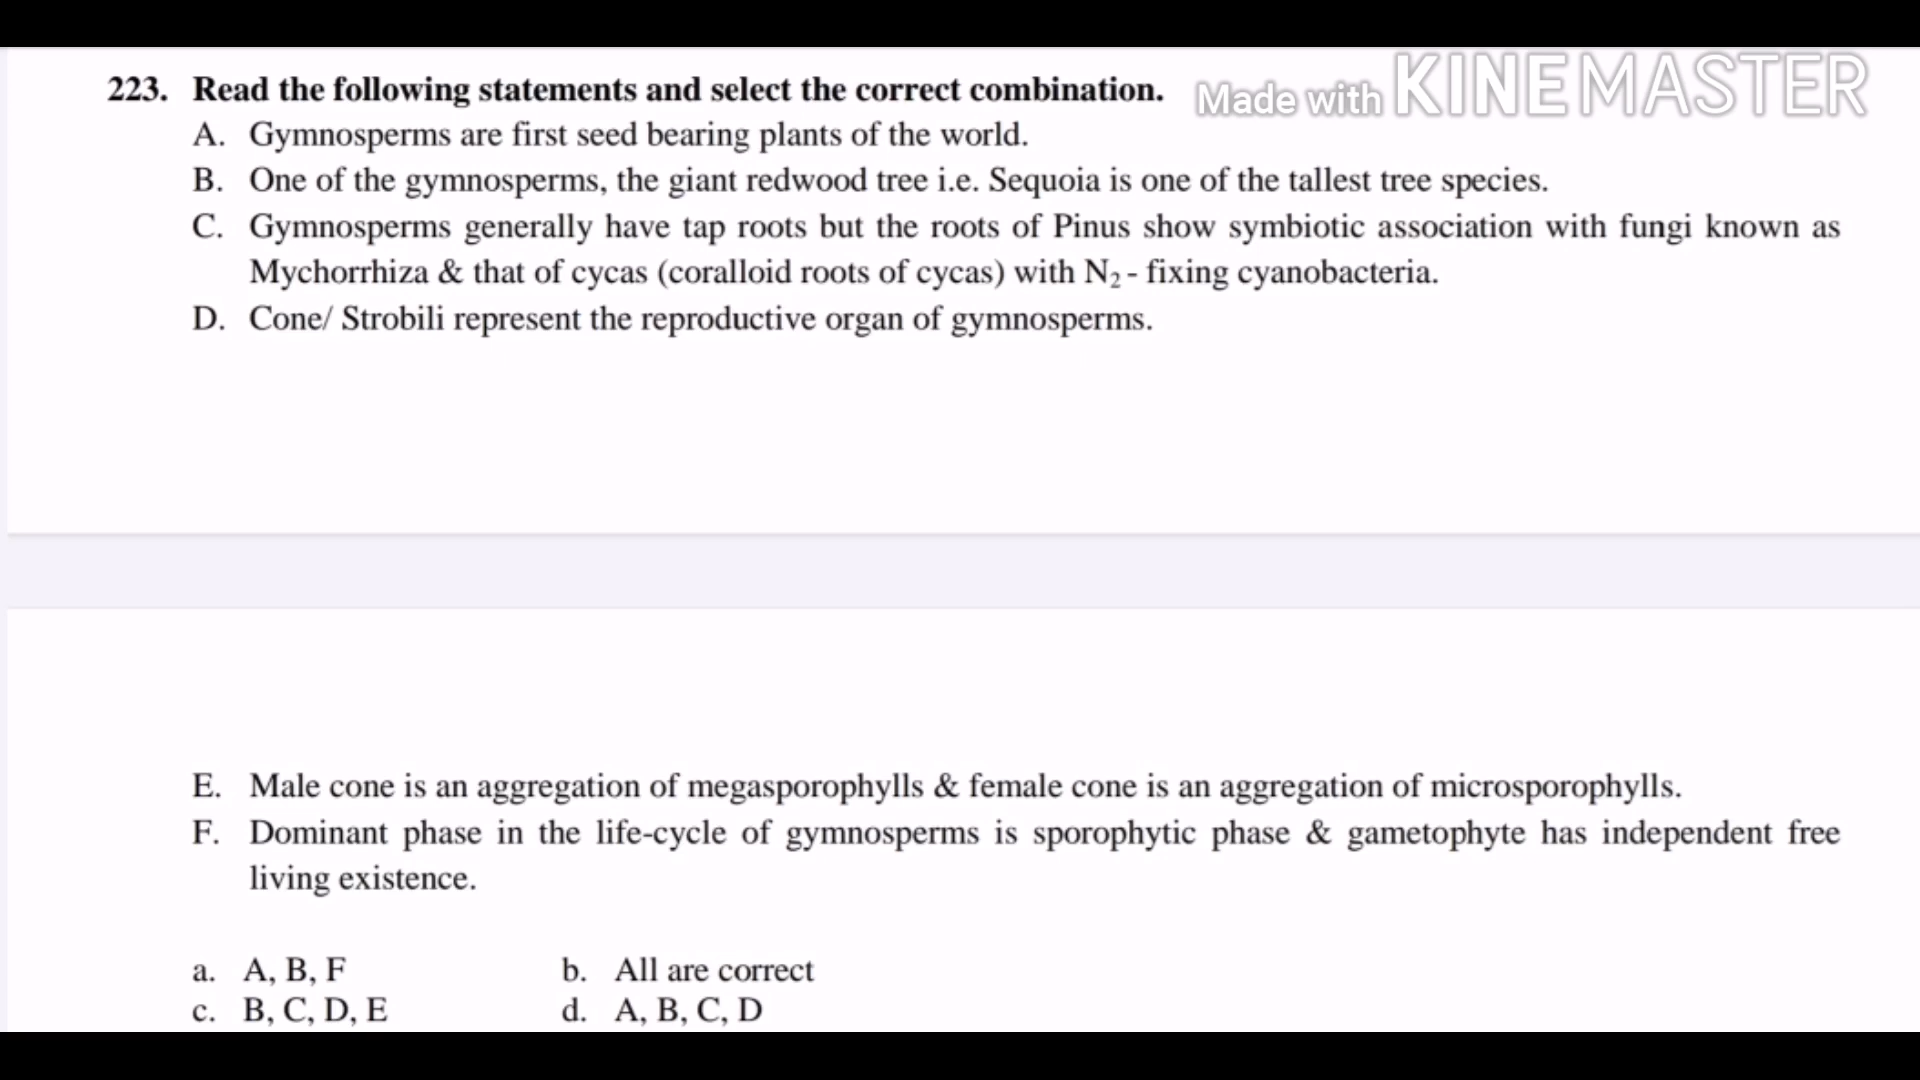 223. Read the following statements and select the correct combination.
Made with KINEMASTER
A. Gymnosperms are first seed bearing plants of the world.
B. One of the gymnosperms, the giant redwood tree i.e. Sequoia is one of the tallest tree species.
C. Gymnosperms generally have tap roots but the roots of Pinus show symbiotic association with fungi known as
Mychorrhiza & that of cycas (coralloid roots of cycas) with N₂ - fixing cyanobacteria.
D. Cone/ Strobili represent the reproductive organ of gymnosperms.
E. Male cone is an aggregation of megasporophylls & female cone is an aggregation of microsporophylls.
F. Dominant phase in the life-cycle of gymnosperms is sporophytic phase & gametophyte has independent free
living existence.
a. A, B, F b. All are correct
c. B, C, D, E d. A, B, C, D